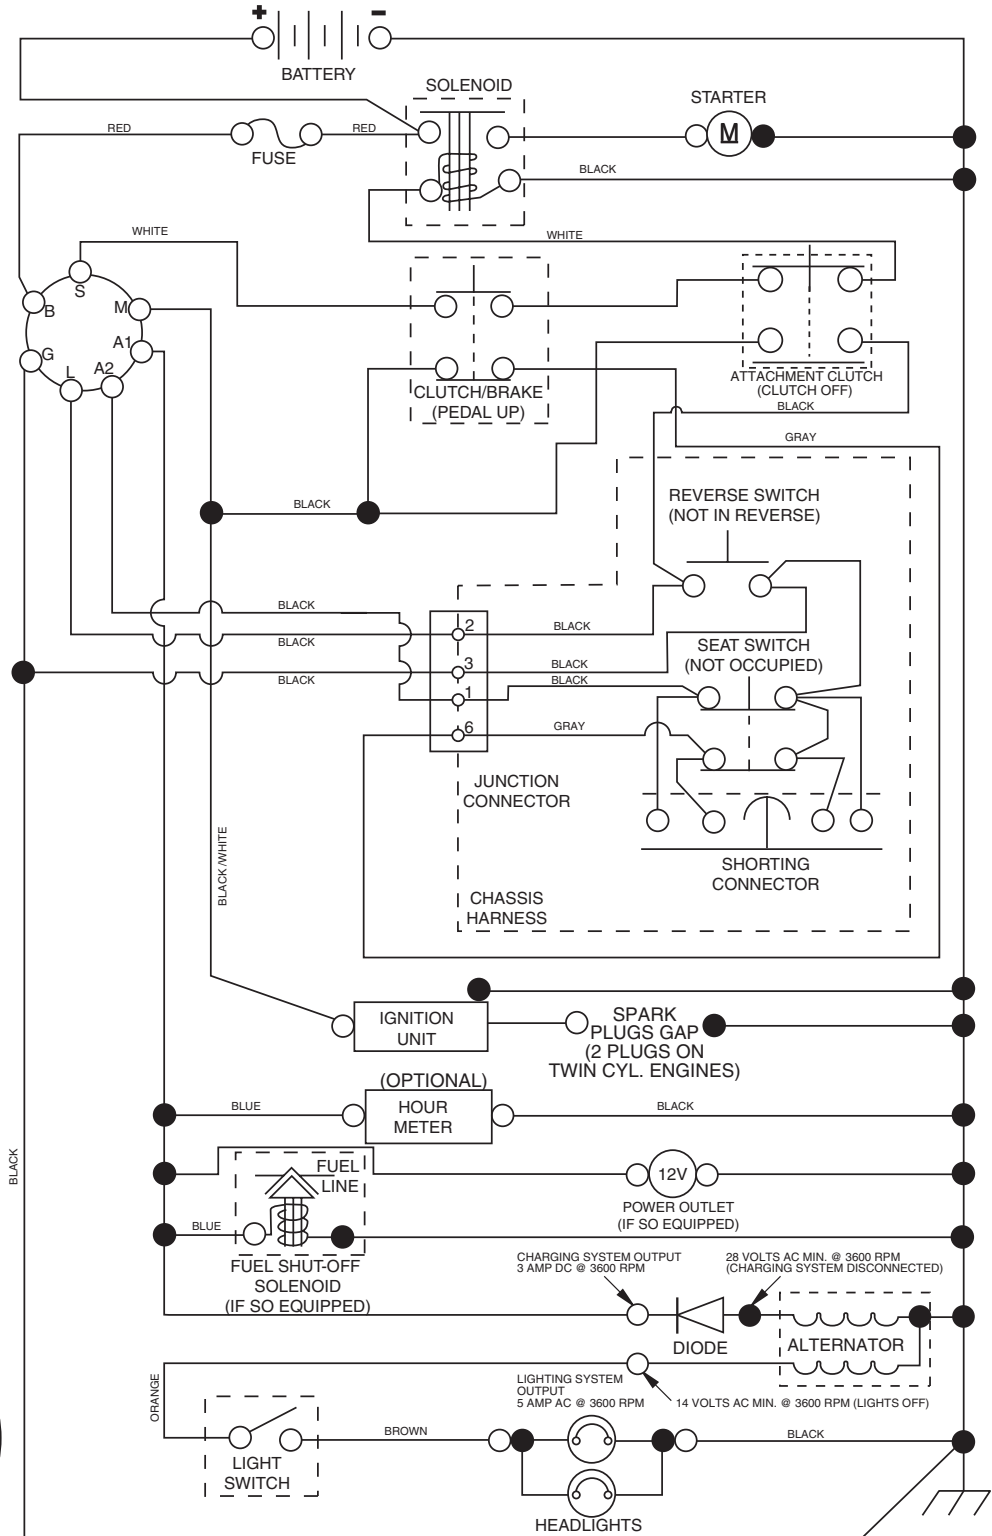 + −
BATTERY
SOLENOID
STARTER
RED
RED
FUSE
M
BLACK
WHITE
WHITE
S
B
M
G
A1
L
A2
CLUTCH/BRAKE
(PEDAL UP)
ATTACHMENT CLUTCH
(CLUTCH OFF)
BLACK
GRAY
BLACK
REVERSE SWITCH
(NOT IN REVERSE)
BLACK
2
BLACK
BLACK
SEAT SWITCH
(NOT OCCUPIED)
3
BLACK
BLACK
1
BLACK
6
GRAY
JUNCTION
CONNECTOR
SHORTING
CONNECTOR
BLACK/WHITE
CHASSIS
HARNESS
IGNITION
UNIT
SPARK
PLUGS GAP
(2 PLUGS ON
TWIN CYL. ENGINES)
(OPTIONAL)
BLUE
HOUR
METER
BLACK
BLACK
FUEL
LINE
12V
POWER OUTLET
(IF SO EQUIPPED)
BLUE
FUEL SHUT-OFF
SOLENOID
(IF SO EQUIPPED)
CHARGING SYSTEM OUTPUT
3 AMP DC @ 3600 RPM
28 VOLTS AC MIN. @ 3600 RPM
(CHARGING SYSTEM DISCONNECTED)
DIODE
ALTERNATOR
ORANGE
LIGHTING SYSTEM
OUTPUT
5 AMP AC @ 3600 RPM
14 VOLTS AC MIN. @ 3600 RPM (LIGHTS OFF)
BROWN
BLACK
LIGHT
SWITCH
HEADLIGHTS